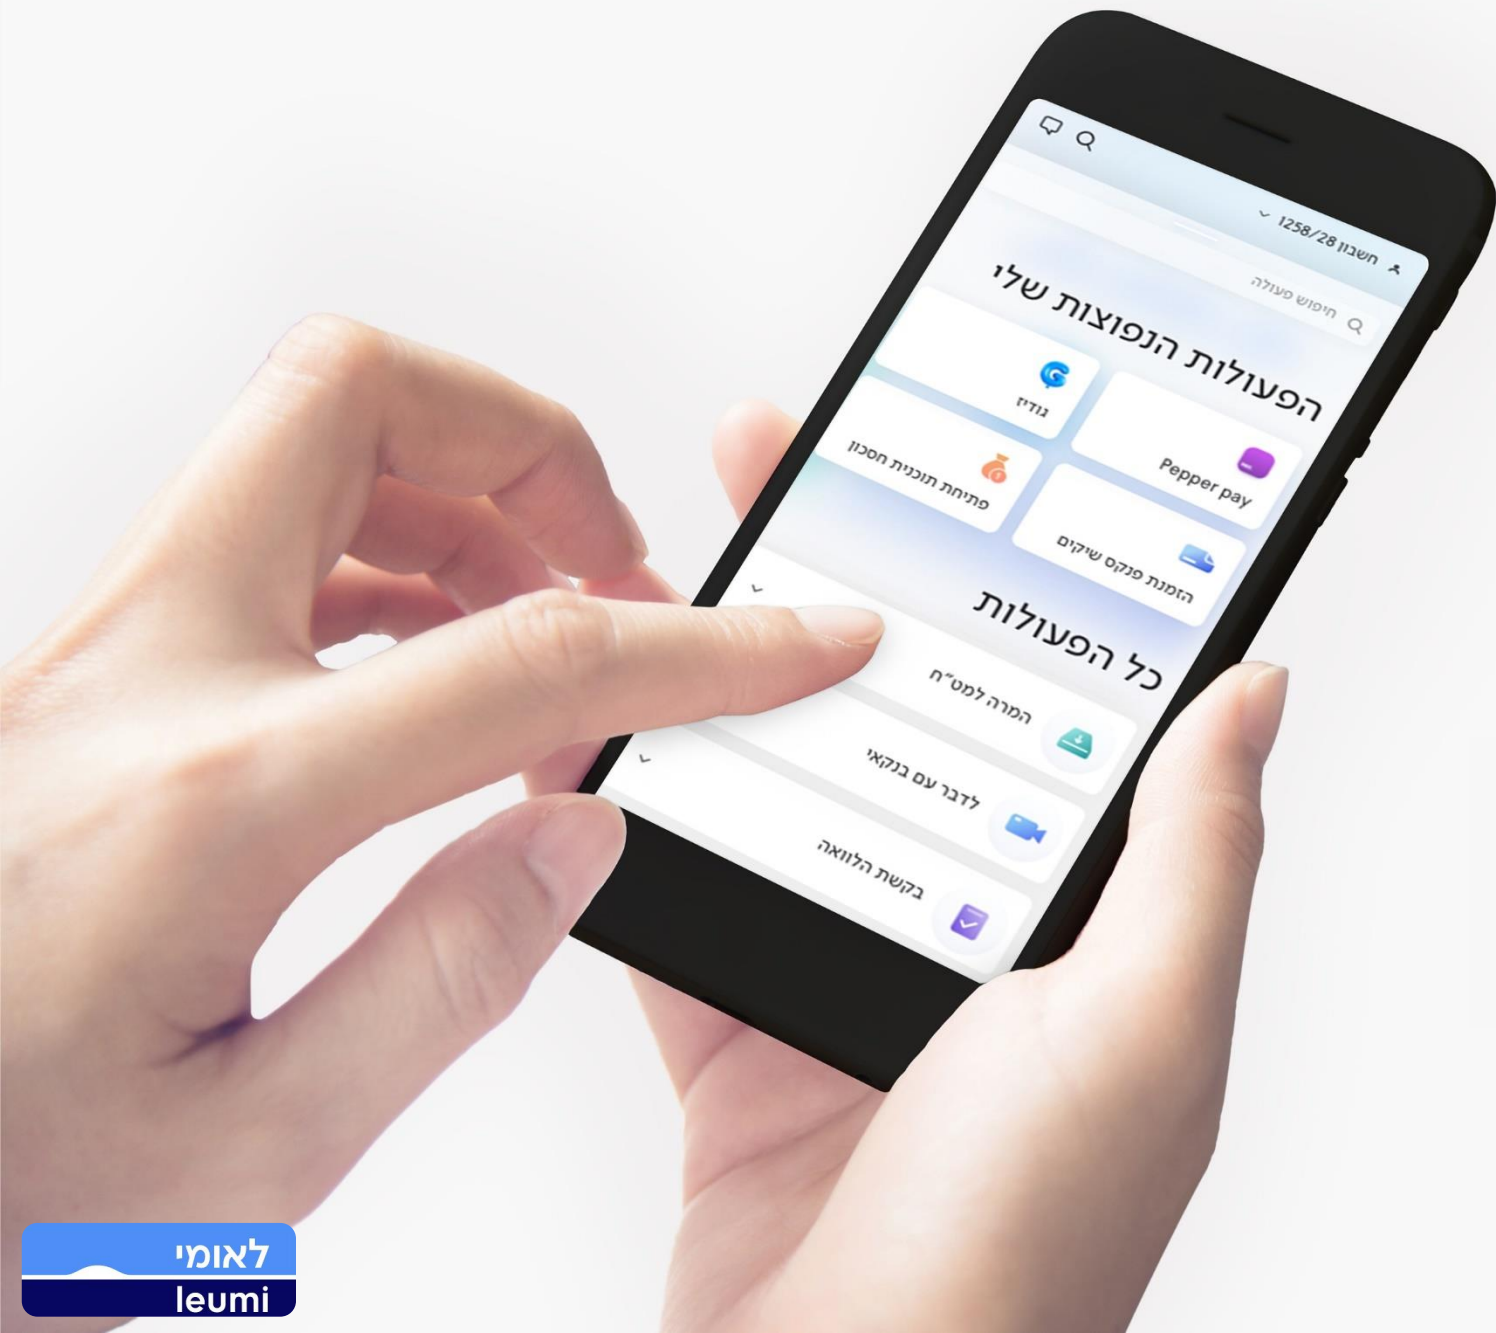 חשבון 1258/28
חיפוש פעולה
הפעולות הנפוצות שלי
Pepper pay
גודיז
הזמנת פנקס שיקים
פתיחת תוכנית חסכון
כל הפעולות
המרה למט״ח
לדבר עם בנקאי
בקשת הלוואה
לאומי
leumi